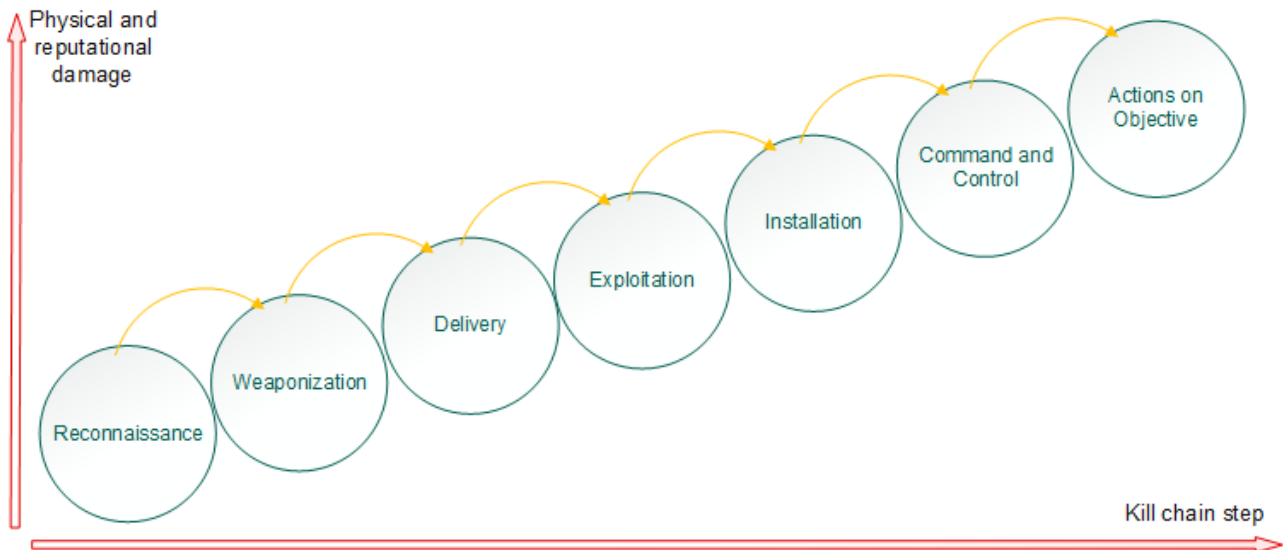 Physical and
reputational
damage
Reconnaissance
Weaponization
Delivery
Exploitation
Installation
Command and
Control
Actions on
Objective
Kill chain step